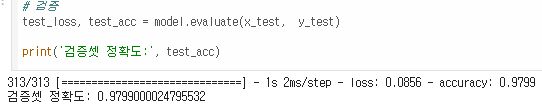 # 검증
test_loss, test_acc = model.evaluate(x_test,  y_test)
print('검증셋 정확도:', test_acc)
313/313 [==============================] - 1s 2ms/step - loss: 0.0856 - accuracy: 0.9799
검증셋 정확도: 0.9799000024795532